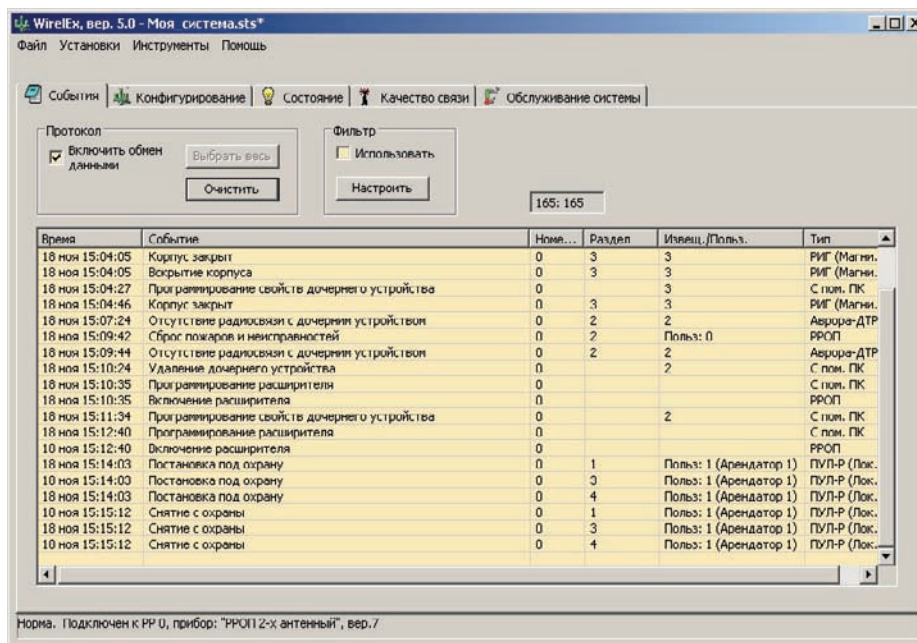 WirelEx, вер. 5.0 - Моя система.sts*
Файл Установки Инструменты Помощь
События Конфигурирование Состояние Качество связи Обслуживание системы
Протокол
Включить обмен данными
Выбрать весь
Очистить
Фильтр
Использовать
Настроить
165: 165
Время Событие Номе... Раздел Извещ./Польз. Тип
18 ноя 15:04:05 Корпус закрыт 0 3 3 РИГ (Магни.
18 ноя 15:04:05 Вскрытие корпуса 0 3 3 РИГ (Магни.
18 ноя 15:04:27 Программирование свойств дочернего устройства 0 3 С пом. ПК
18 ноя 15:04:46 Корпус закрыт 0 3 3 РИГ (Магни.
18 ноя 15:07:24 Отсутствие радиосвязи с дочерним устройством 0 2 2 Аврора-ДТР
18 ноя 15:09:42 Сброс пожаров и неисправностей 0 2 Польз: 0 РРОП
18 ноя 15:09:44 Отсутствие радиосвязи с дочерним устройством 0 2 2 Аврора-ДТР
18 ноя 15:10:24 Удаление дочернего устройства 0 2 С пом. ПК
18 ноя 15:10:35 Программирование расширителя 0 С пом. ПК
18 ноя 15:10:35 Включение расширителя 0 РРОП
18 ноя 15:11:34 Программирование свойств дочернего устройства 0 2 С пом. ПК
18 ноя 15:12:40 Программирование расширителя 0 С пом. ПК
18 ноя 15:12:40 Включение расширителя 0 РРОП
18 ноя 15:14:03 Постановка под охрану 0 1 Польз: 1 (Арендатор 1) ПУЛ-Р (Лок.
18 ноя 15:14:03 Постановка под охрану 0 3 Польз: 1 (Арендатор 1) ПУЛ-Р (Лок.
18 ноя 15:14:03 Постановка под охрану 0 4 Польз: 1 (Арендатор 1) ПУЛ-Р (Лок.
18 ноя 15:15:12 Снятие с охраны 0 1 Польз: 1 (Арендатор 1) ПУЛ-Р (Лок.
18 ноя 15:15:12 Снятие с охраны 0 3 Польз: 1 (Арендатор 1) ПУЛ-Р (Лок.
18 ноя 15:15:12 Снятие с охраны 0 4 Польз: 1 (Арендатор 1) ПУЛ-Р (Лок.
Норма. Подключен к РР 0, прибор: "РРОП 2-х антенный", вер.7